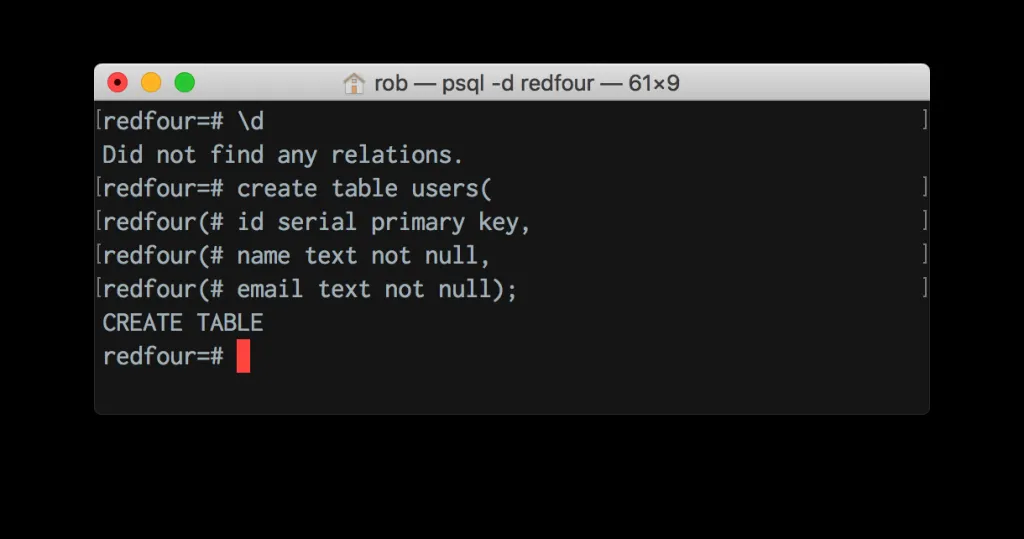 rob — psql -d redfour — 61×9
[redfour=# \d ]
Did not find any relations.
[redfour=# create table users( ]
[redfour(# id serial primary key, ]
[redfour(# name text not null, ]
[redfour(# email text not null); ]
CREATE TABLE
redfour=#